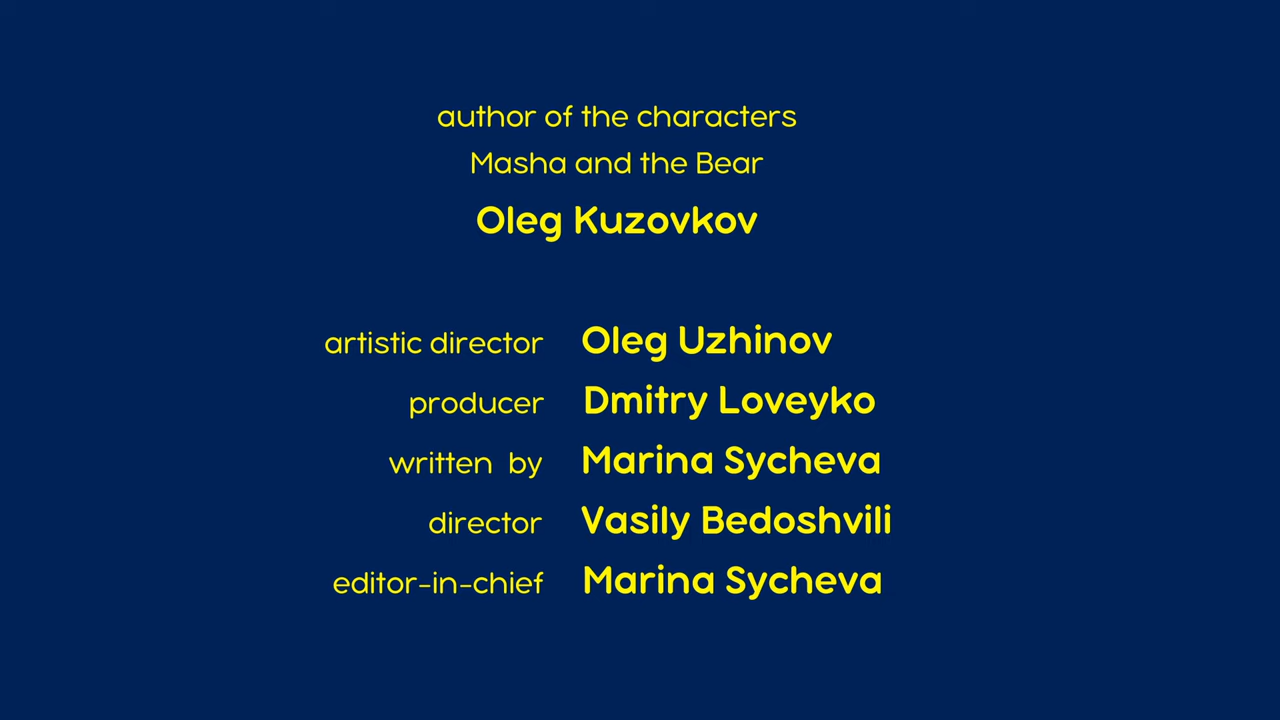 author of the characters
Masha and the Bear
Oleg Kuzovkov
artistic director Oleg Uzhinov
producer Dmitry Loveyko
written by Marina Sycheva
director Vasily Bedoshvili
editor-in-chief Marina Sycheva